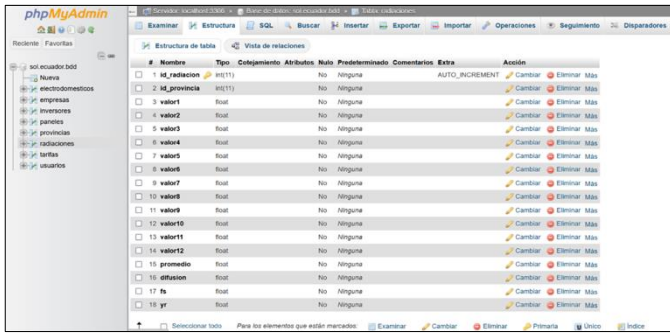 phpMyAdmin
Reciente Favoritas
sol.ecuador.bdd
Nueva
electrodomesticos
empresas
inversores
paneles
provincias
radiaciones
tarifas
usuarios
Servidor: localhost:3306 » Base de datos: sol.ecuador.bdd » Tabla: radiaciones
Examinar Estructura SQL Buscar Insertar Exportar Importar Operaciones Seguimiento Disparadores
Estructura de tabla Vista de relaciones
# Nombre Tipo Cotejamiento Atributos Nulo Predeterminado Comentarios Extra Acción
1 id_radiacion int(11) No Ninguna AUTO_INCREMENT Cambiar Eliminar Más
2 id_provincia int(11) No Ninguna Cambiar Eliminar Más
3 valor1 float No Ninguna Cambiar Eliminar Más
4 valor2 float No Ninguna Cambiar Eliminar Más
5 valor3 float No Ninguna Cambiar Eliminar Más
6 valor4 float No Ninguna Cambiar Eliminar Más
7 valor5 float No Ninguna Cambiar Eliminar Más
8 valor6 float No Ninguna Cambiar Eliminar Más
9 valor7 float No Ninguna Cambiar Eliminar Más
10 valor8 float No Ninguna Cambiar Eliminar Más
11 valor9 float No Ninguna Cambiar Eliminar Más
12 valor10 float No Ninguna Cambiar Eliminar Más
13 valor11 float No Ninguna Cambiar Eliminar Más
14 valor12 float No Ninguna Cambiar Eliminar Más
15 promedio float No Ninguna Cambiar Eliminar Más
16 difusion float No Ninguna Cambiar Eliminar Más
17 fs float No Ninguna Cambiar Eliminar Más
18 yr float No Ninguna Cambiar Eliminar Más
Seleccionar todo Para los elementos que están marcados: Examinar Cambiar Eliminar Primaria Único Índice